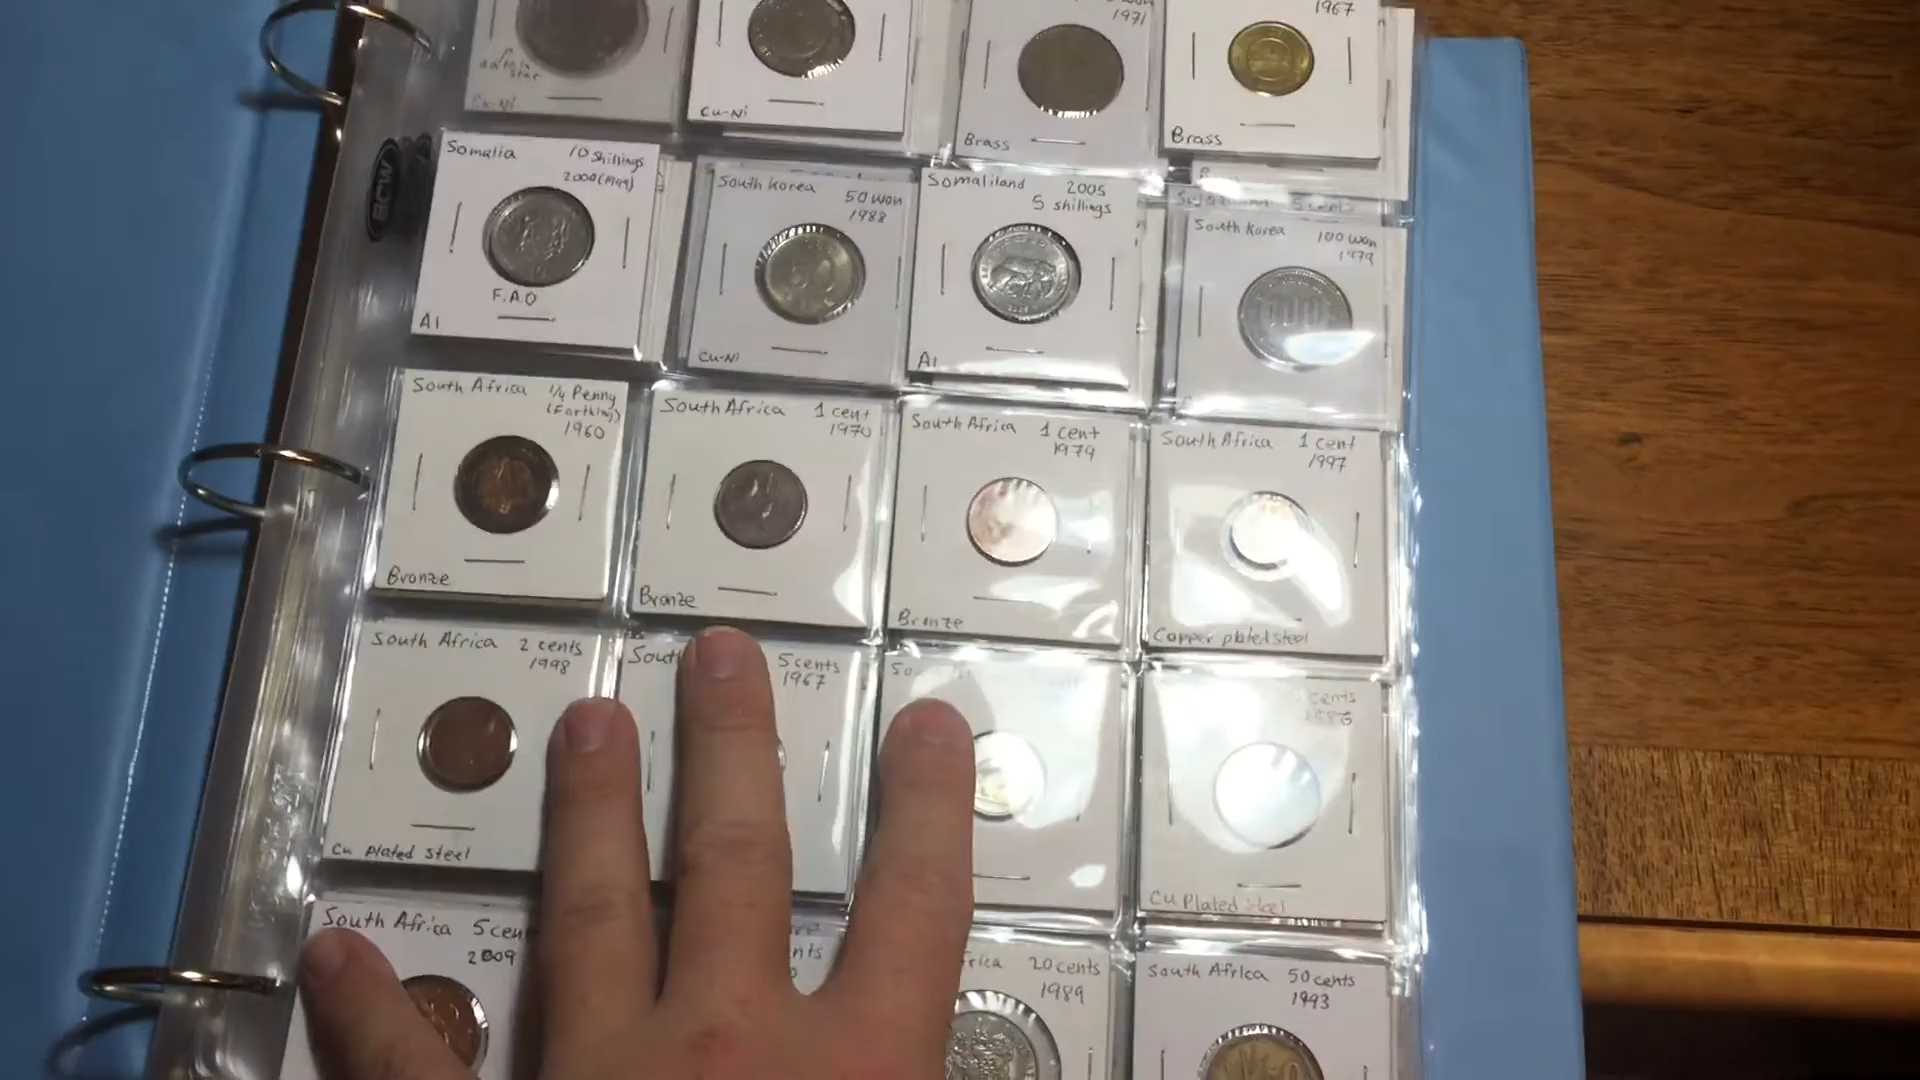 1971
1967
Cu-Ni
Cu-Ni
Brass
Brass
BCW
Somalia 10 Shillings
2000 (1999)
F.A.O
Al
South Korea
50 won
1988
Cu-Ni
Somaliland 2005
5 shillings
Al
5 cents
South Korea 100 won
1979
South Africa 1/4 Penny
(Farthing)
1960
Bronze
South Africa 1 cent
1970
Bronze
South Africa 1 cent
1979
Bronze
South Africa 1 cent
1997
Copper plated steel
South Africa 2 cents
1998
Cu plated steel
5 cents
1967
cents
Cu Plated Steel
South Africa 5
2009
20 cents
1989
South Africa 50 cents
1993